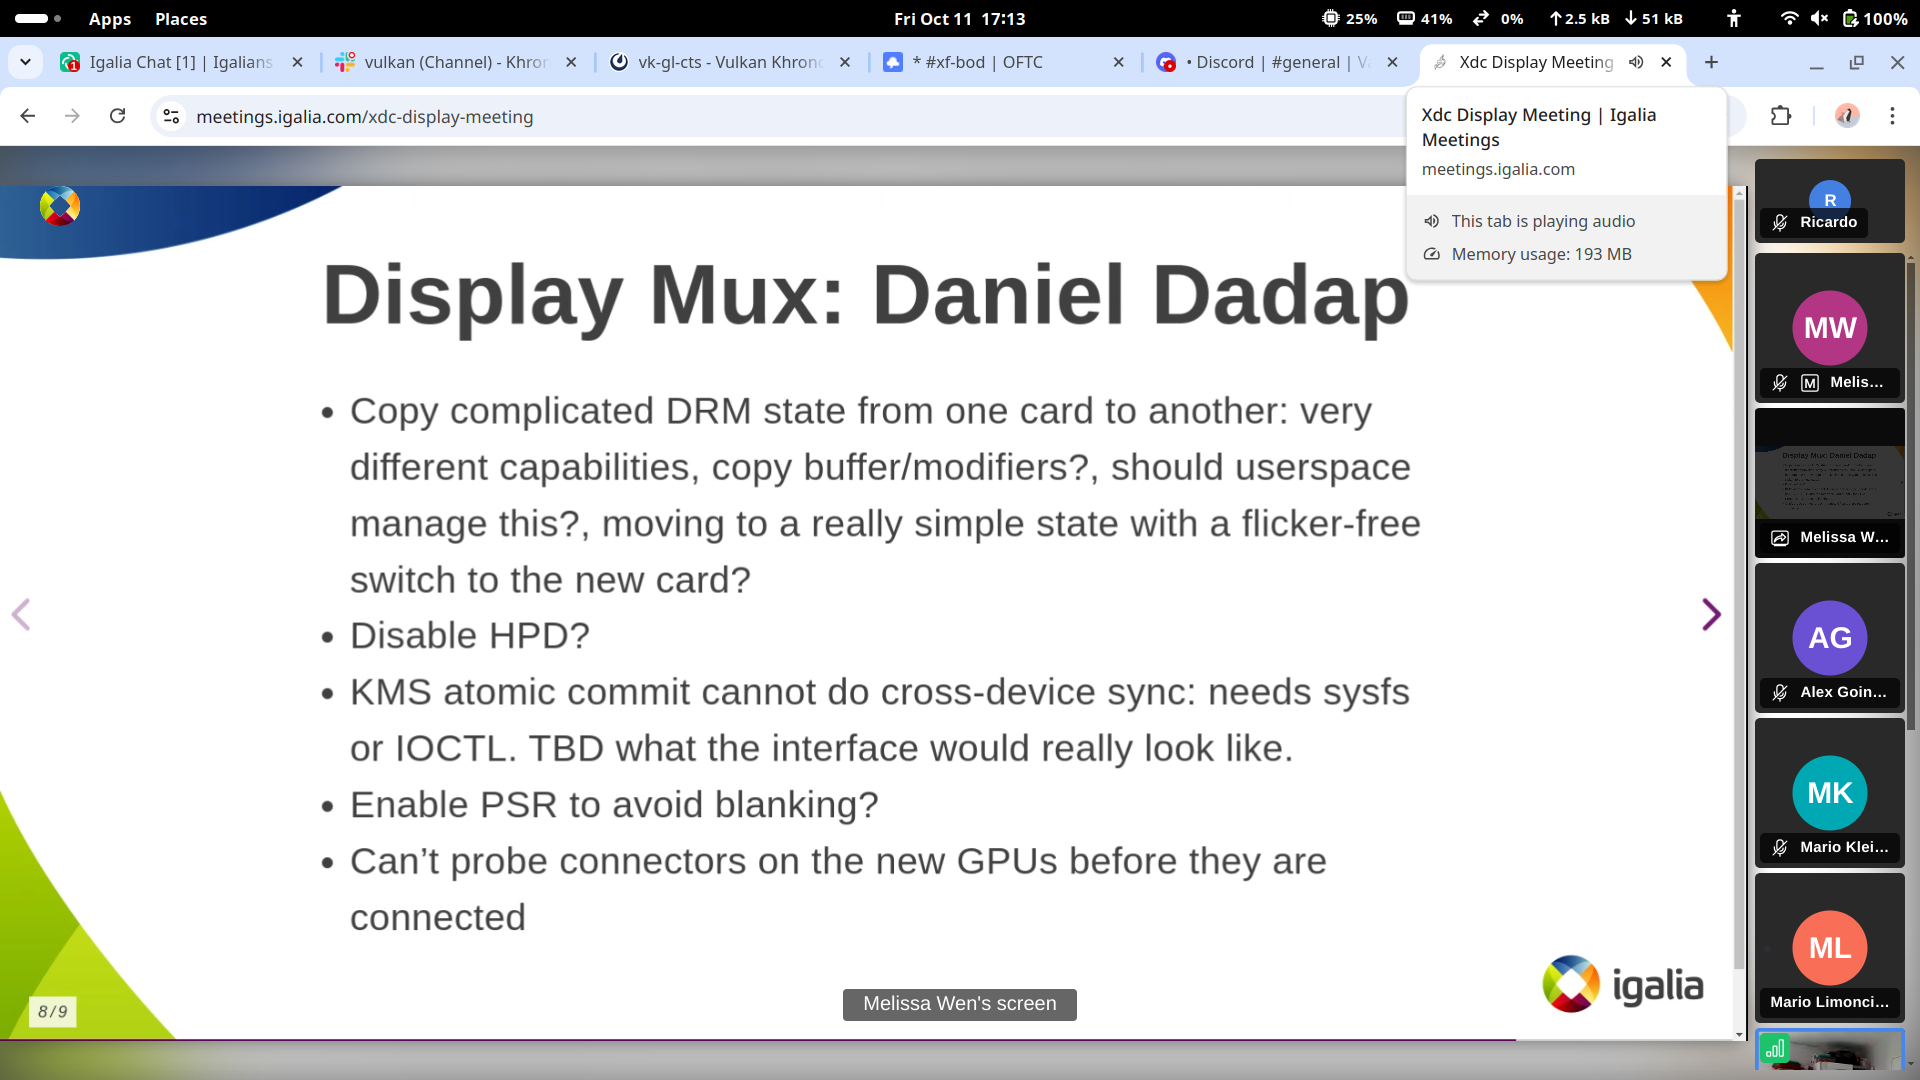 Apps Places Fri Oct 11 17:13 25% 41% 0% 2.5 kB 51 kB 100%
Igalia Chat [1] | Igalians vulkan (Channel) - Khron vk-gl-cts - Vulkan Khrono * #xf-bod | OFTC • Discord | #general | Va Xdc Display Meeting
meetings.igalia.com/xdc-display-meeting
Xdc Display Meeting | Igalia
Meetings
meetings.igalia.com
This tab is playing audio
Memory usage: 193 MB
Display Mux: Daniel Dadap
• Copy complicated DRM state from one card to another: very
different capabilities, copy buffer/modifiers?, should userspace
manage this?, moving to a really simple state with a flicker-free
switch to the new card?
• Disable HPD?
• KMS atomic commit cannot do cross-device sync: needs sysfs
or IOCTL. TBD what the interface would really look like.
• Enable PSR to avoid blanking?
• Can’t probe connectors on the new GPUs before they are
connected
8/9
Melissa Wen's screen
igalia
R
Ricardo
MW
M Melis...
Display Mux: Daniel Dadap
Melissa W...
AG
Alex Goin...
MK
Mario Klei...
ML
Mario Limonci...